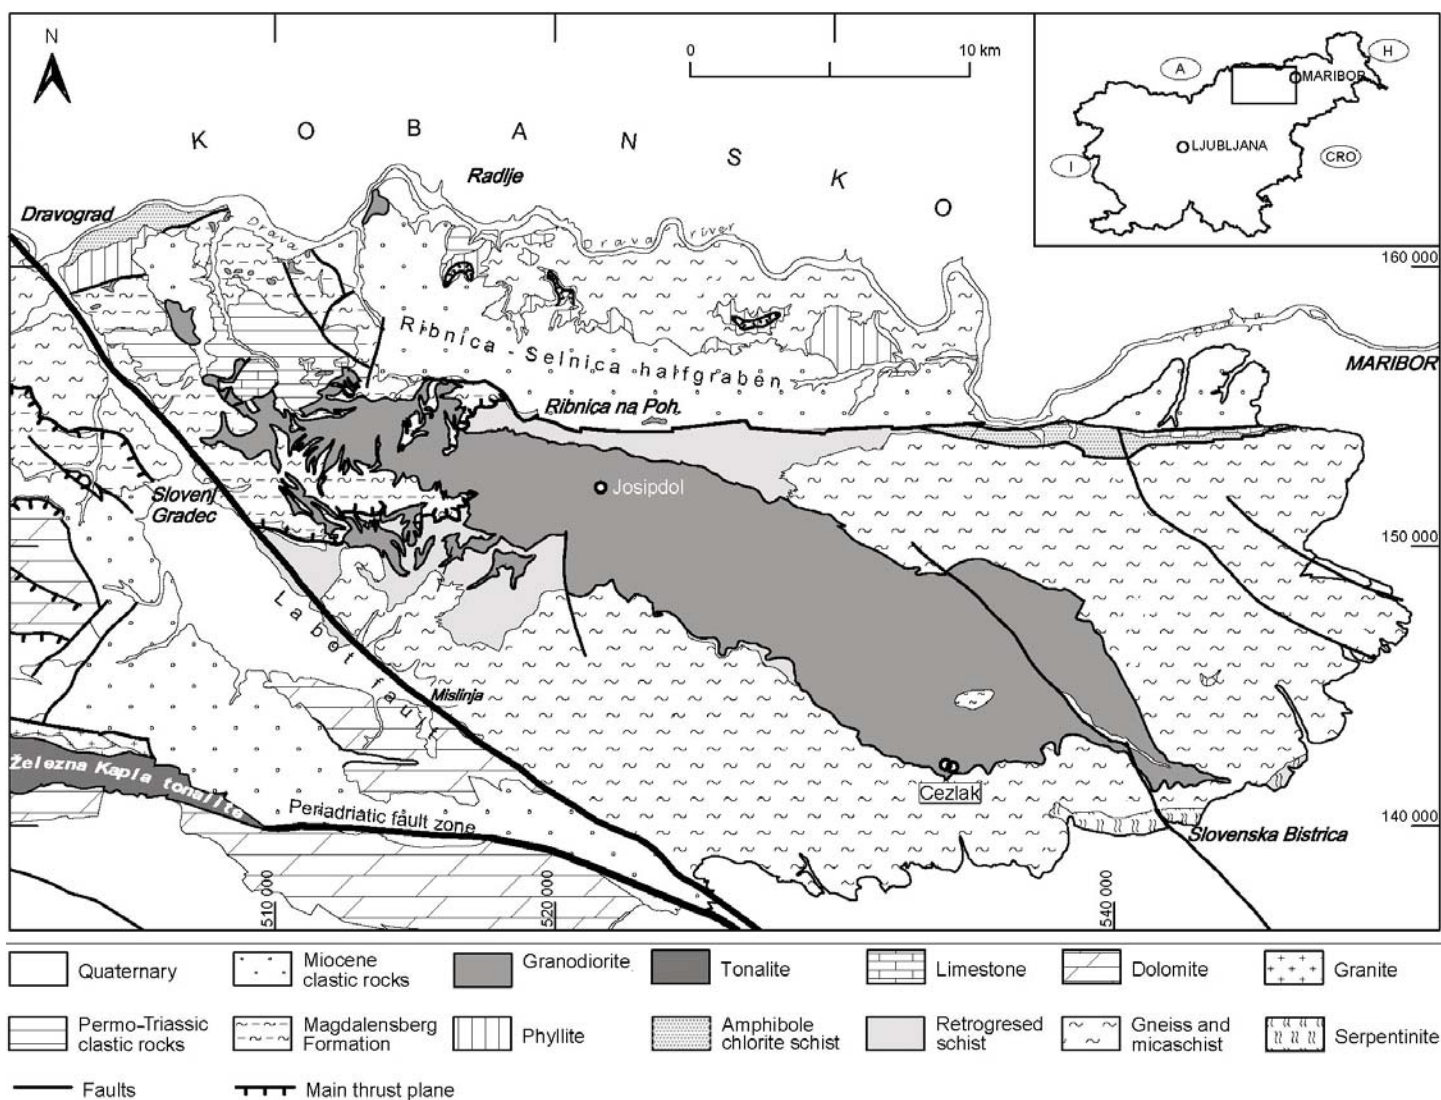 N
0
10 km
A
H
MARIBOR
LJUBLJANA
I
CRO
K O B A N S K O
Radlje
Dravograd
Drava
Drava river
160 000
Ribnica - Selnica halfgraben
MARIBOR
Ribnica na Poh.
Josipdol
Slovenj
Gradec
150 000
Labot fault
Mislinja
Železna Kapla tonalite
Periadriatic fault zone
Cezlak
140 000
Slovenska Bistrica
510 000
520 000
540 000
Quaternary
Miocene
clastic rocks
Granodiorite
Tonalite
Limestone
Dolomite
Granite
Permo-Triassic
clastic rocks
Magdalensberg
Formation
Phyllite
Amphibole
chlorite schist
Retrogresed
schist
Gneiss and
micaschist
Serpentinite
Faults
Main thrust plane